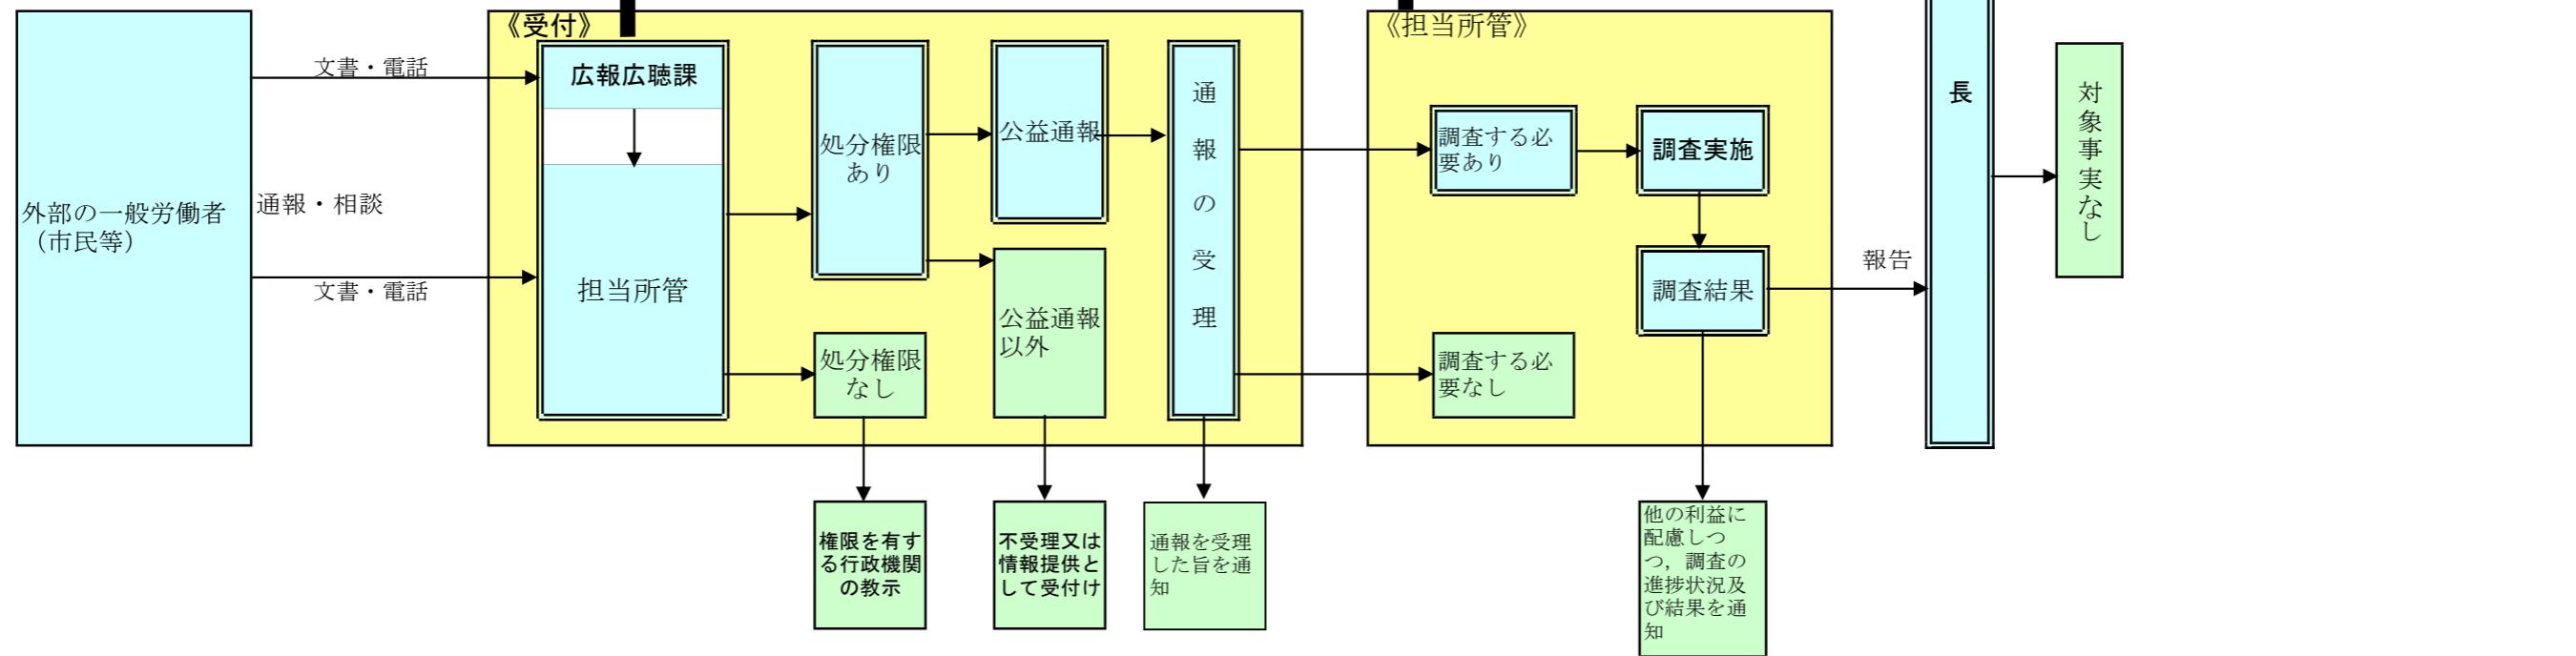 《受付》
《担当所管》
文書・電話
広報広聴課
外部の一般労働者
（市民等）
通報・相談
文書・電話
担当所管
処分権限
あり
処分権限
なし
公益通報
公益通報
以外
通報の受理
調査する必
要あり
調査実施
調査結果
調査する必
要なし
報告
長
対象事実なし
権限を有す
る行政機関
の教示
不受理又は
情報提供と
して受付け
通報を受理
した旨を通
知
他の利益に
配慮しつ
つ，調査の
進捗状況及
び結果を通
知